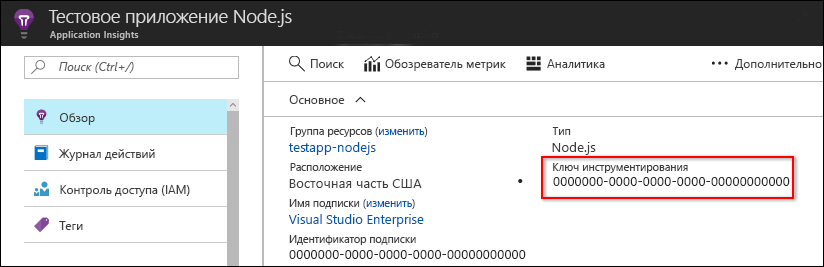 Тестовое приложение Node.js
Application Insights
Поиск (Ctrl+/)
Обзор
Журнал действий
Контроль доступа (IAM)
Теги
Поиск
Обозреватель метрик
Аналитика
••• Дополнительно
Основное
Группа ресурсов (изменить)
testapp-nodejs
Расположение
Восточная часть США
Имя подписки (изменить)
Visual Studio Enterprise
Идентификатор подписки
0000000-0000-0000-0000-00000000000
Тип
Node.js
Ключ инструментирования
0000000-0000-0000-0000-00000000000